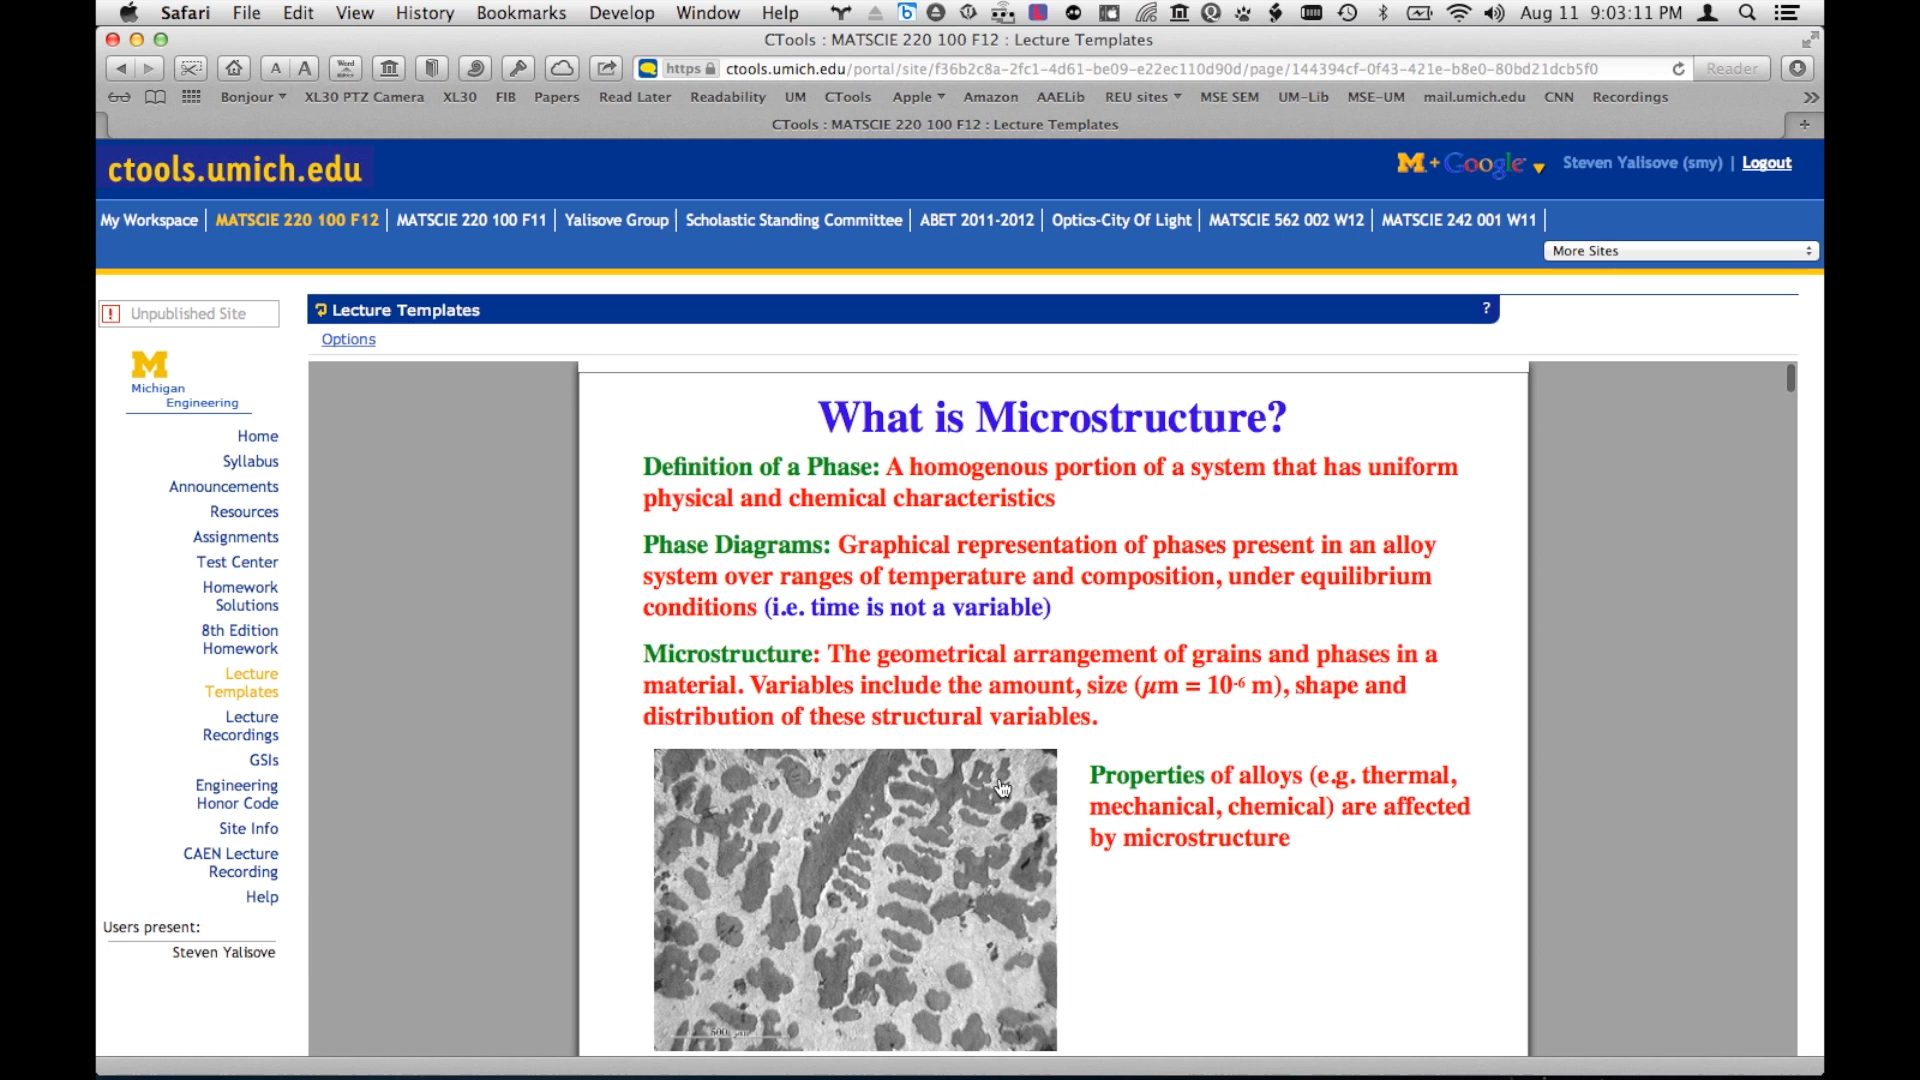 Safari File Edit View History Bookmarks Develop Window Help Aug 11 9:03:11 PM
CTools : MATSCIE 220 100 F12 : Lecture Templates
A A https ctools.umich.edu/portal/site/f36b2c8a-2fc1-4d61-be09-e22ec110d90d/page/144394cf-0f43-421e-b8e0-80bd21dcb5f0 Reader
Bonjour XL30 PTZ Camera XL30 FIB Papers Read Later Readability UM CTools Apple Amazon AAELib REU sites MSE SEM UM-Lib MSE-UM mail.umich.edu CNN Recordings
CTools : MATSCIE 220 100 F12 : Lecture Templates
ctools.umich.edu
M + Google Steven Yalisove (smy) | Logout
My Workspace MATSCIE 220 100 F12 MATSCIE 220 100 F11 Yalisove Group Scholastic Standing Committee ABET 2011-2012 Optics-City Of Light MATSCIE 562 002 W12 MATSCIE 242 001 W11
More Sites
! Unpublished Site
M
Michigan
Engineering
Home
Syllabus
Announcements
Resources
Assignments
Test Center
Homework
Solutions
8th Edition
Homework
Lecture
Templates
Lecture
Recordings
GSIs
Engineering
Honor Code
Site Info
CAEN Lecture
Recording
Help
Users present:
Steven Yalisove
Lecture Templates ?
Options
What is Microstructure?
Definition of a Phase: A homogenous portion of a system that has uniform
physical and chemical characteristics
Phase Diagrams: Graphical representation of phases present in an alloy
system over ranges of temperature and composition, under equilibrium
conditions (i.e. time is not a variable)
Microstructure: The geometrical arrangement of grains and phases in a
material. Variables include the amount, size (μm = 10-6 m), shape and
distribution of these structural variables.
Properties of alloys (e.g. thermal,
mechanical, chemical) are affected
by microstructure
500 μm